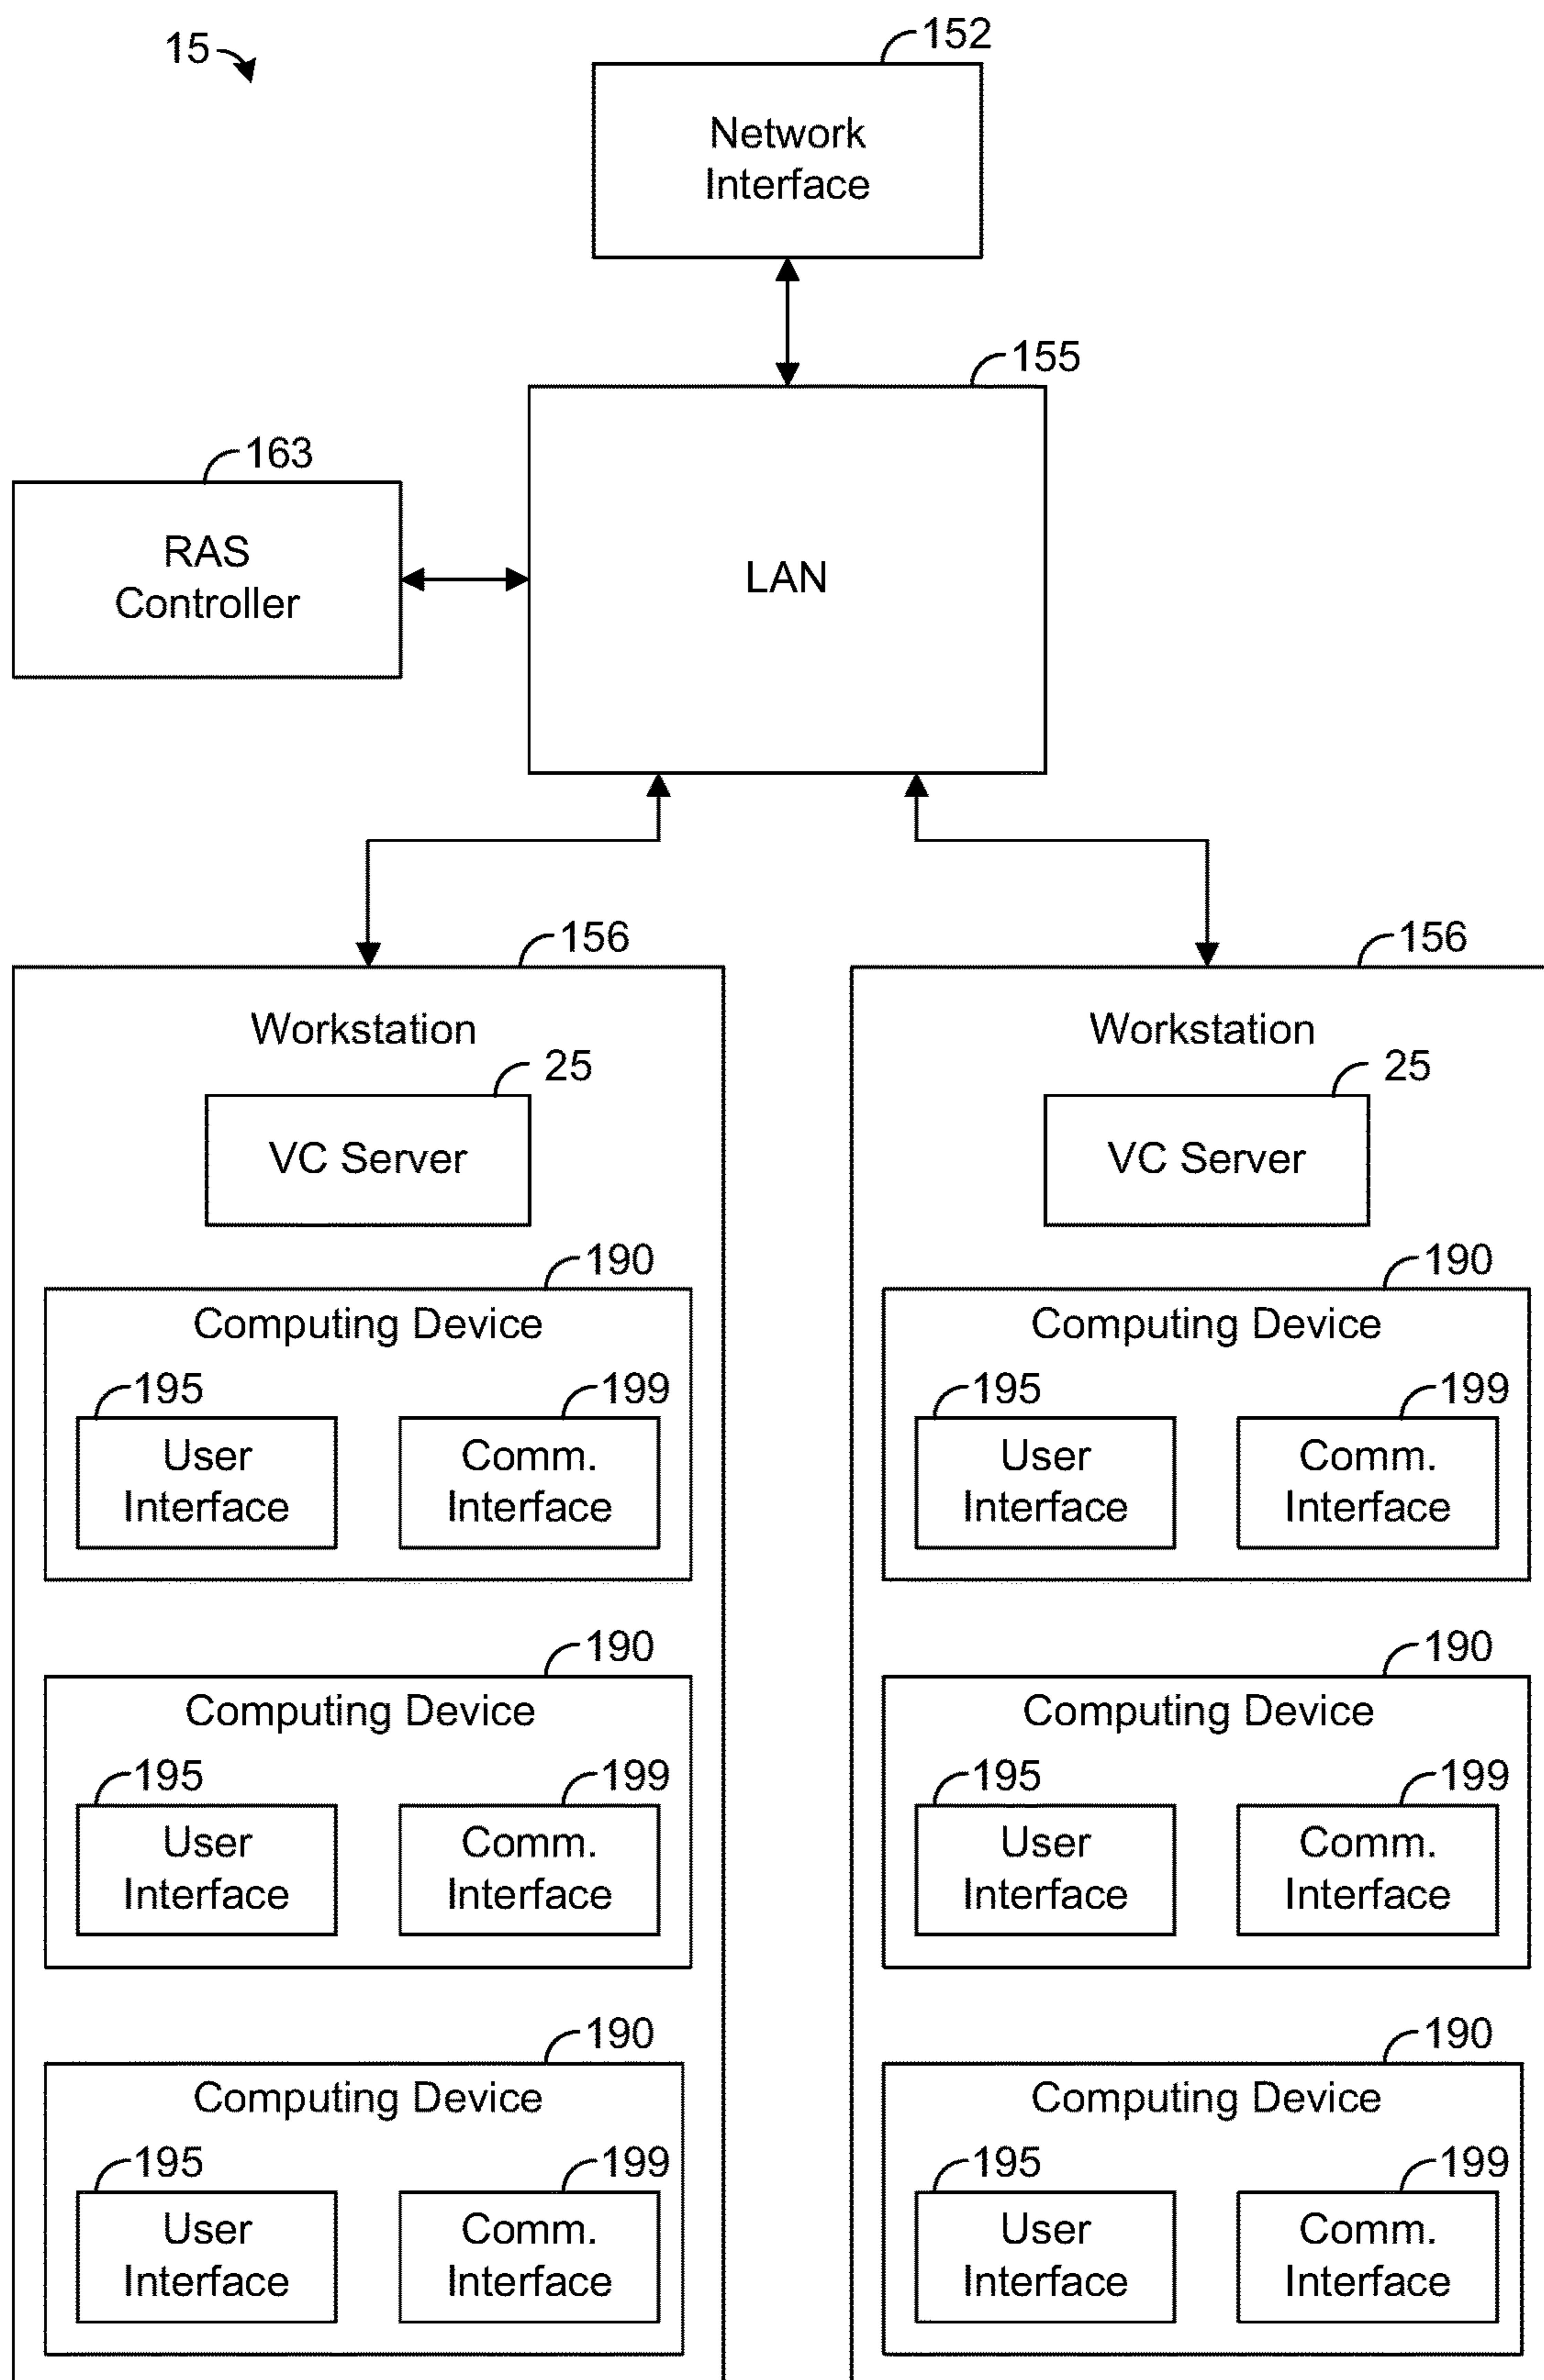 15
152
Network
Interface
155
163
RAS
Controller
LAN
156
Workstation
25
VC Server
190
Computing Device
195
199
User
Interface
Comm.
Interface
190
Computing Device
195
199
User
Interface
Comm.
Interface
190
Computing Device
195
199
User
Interface
Comm.
Interface
156
Workstation
25
VC Server
190
Computing Device
195
199
User
Interface
Comm.
Interface
190
Computing Device
195
199
User
Interface
Comm.
Interface
190
Computing Device
195
199
User
Interface
Comm.
Interface